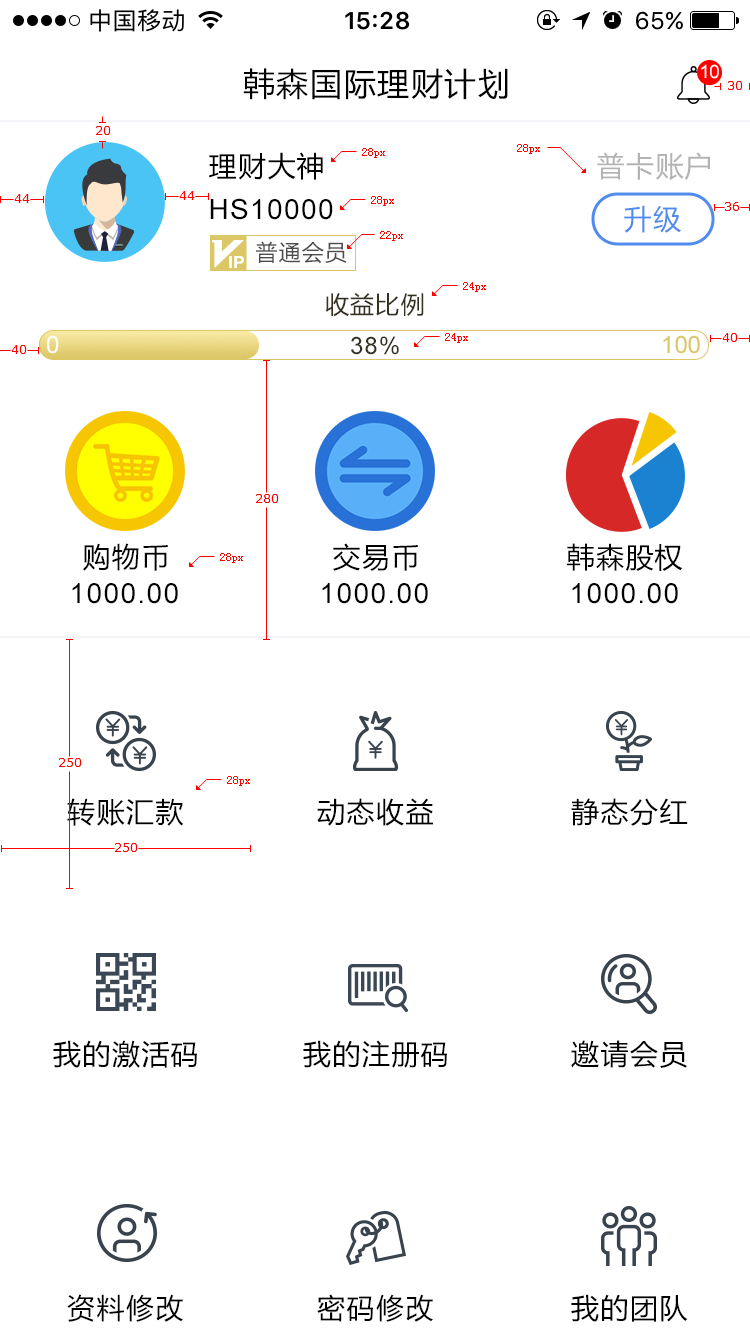 中国移动 15:28 65%
韩森国际理财计划
10
30
20
理财大神 28px
28px 普卡账户
44 44
HS10000 28px
升级 36
VIP 普通会员 22px
收益比例 24px
40 0 38% 24px 100 40
280
购物币 28px 交易币 韩森股权
1000.00 1000.00 1000.00
¥ ¥ ¥ ¥
250
28px
转账汇款 动态收益 静态分红
250
我的激活码 我的注册码 邀请会员
资料修改 密码修改 我的团队